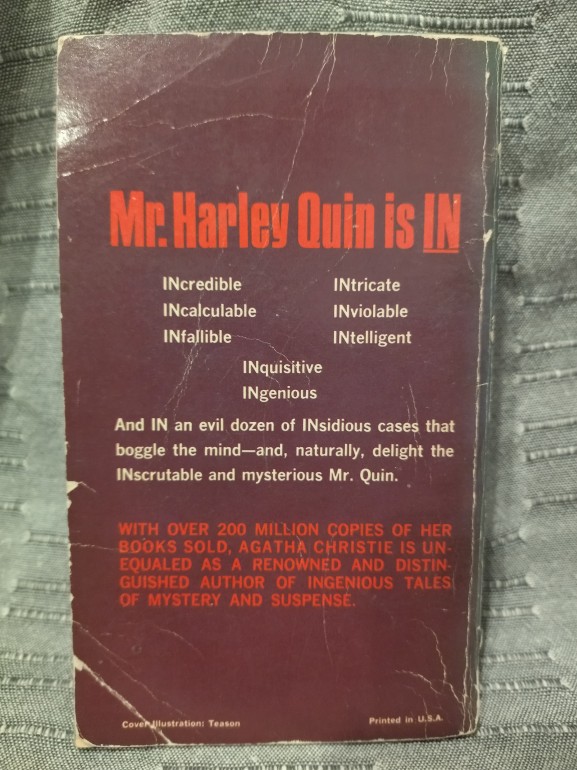 Mr. Harley Quin is IN
INcredible INtricate
INcalculable INviolable
INfallible INtelligent
INquisitive
INgenious
And IN an evil dozen of INsidious cases that
boggle the mind—and, naturally, delight the
INscrutable and mysterious Mr. Quin.
WITH OVER 200 MILLION COPIES OF HER
BOOKS SOLD, AGATHA CHRISTIE IS UN-
EQUALED AS A RENOWNED AND DISTIN-
GUISHED AUTHOR OF INGENIOUS TALES
OF MYSTERY AND SUSPENSE.
Cover Illustration: Teason Printed in U.S.A.